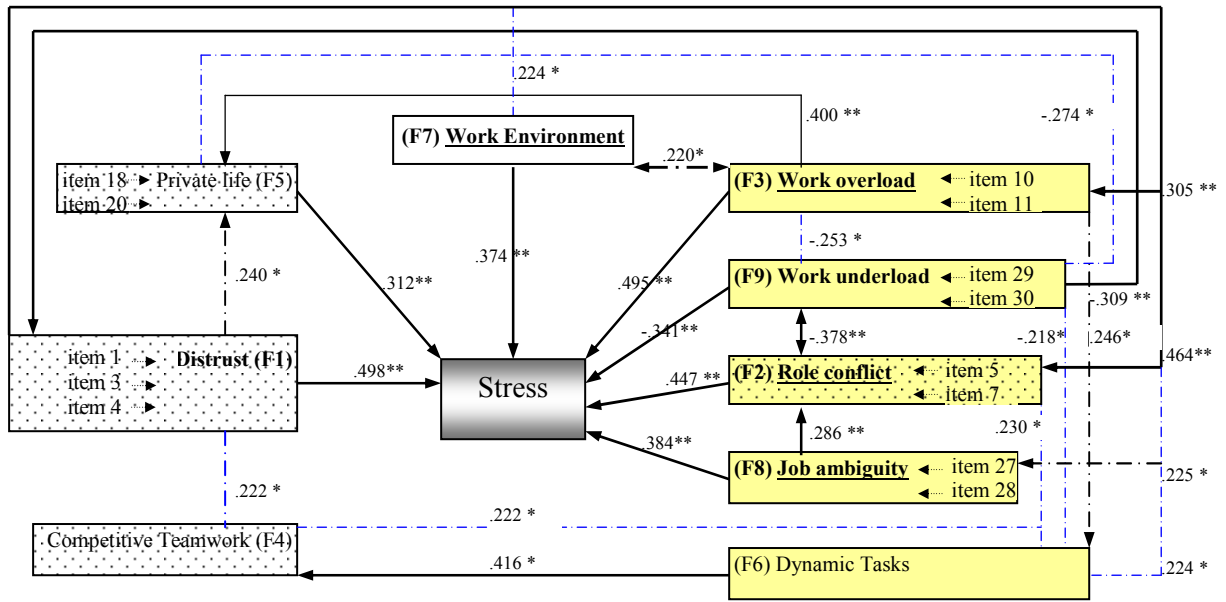 .224 *
.400 **
-.274 *
(F7) Work Environment
.220*
item 18 Private life (F5)
item 20
(F3) Work overload item 10
item 11
.305 **
.374 **
-.253 *
.240 *
.312**
.495 **
(F9) Work underload item 29
item 30
-.309 **
-.341**
-.378**
-.218*
.246*
item 1 Distrust (F1)
item 3
item 4
.498**
Stress
.447 **
(F2) Role conflict item 5
item 7
.464**
.384**
.286 **
.230 *
(F8) Job ambiguity item 27
item 28
.225 *
.222 *
.222 *
Competitive Teamwork (F4)
.416 *
(F6) Dynamic Tasks
.224 *